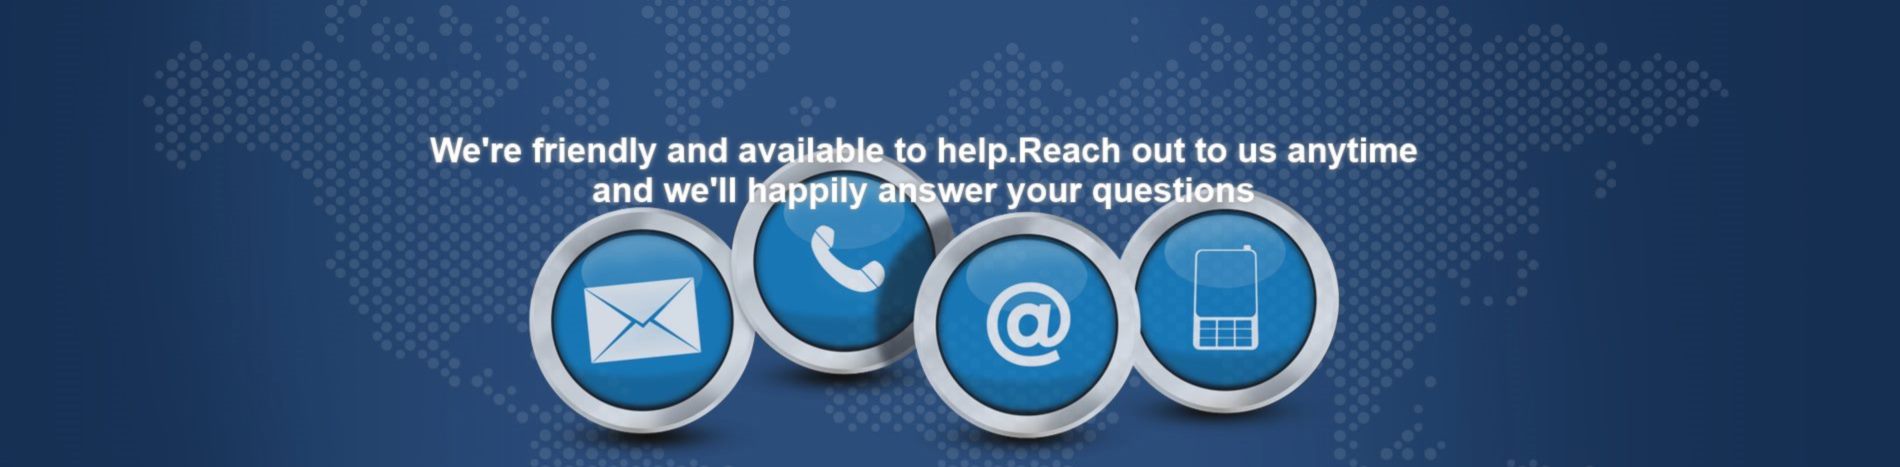 We're friendly and available to help.Reach out to us anytime
and we'll happily answer your questions